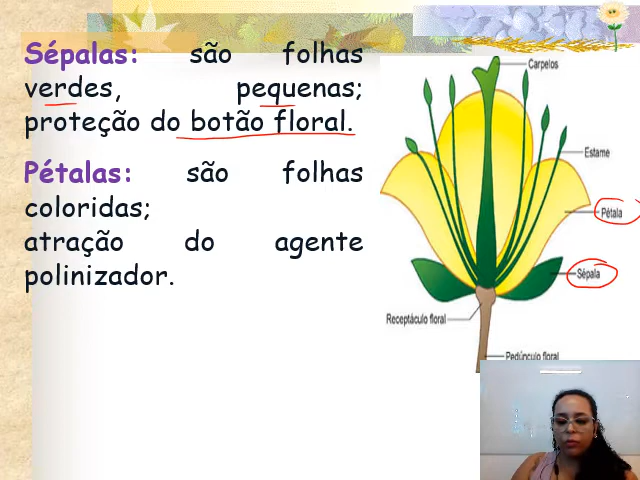 Sépalas: são folhas
verdes, pequenas;
proteção do botão floral.
Pétalas: são folhas
coloridas;
atração do agente
polinizador.
Carpelos
Estame
Pétala
Sépala
Receptáculo floral
Pedúnculo floral